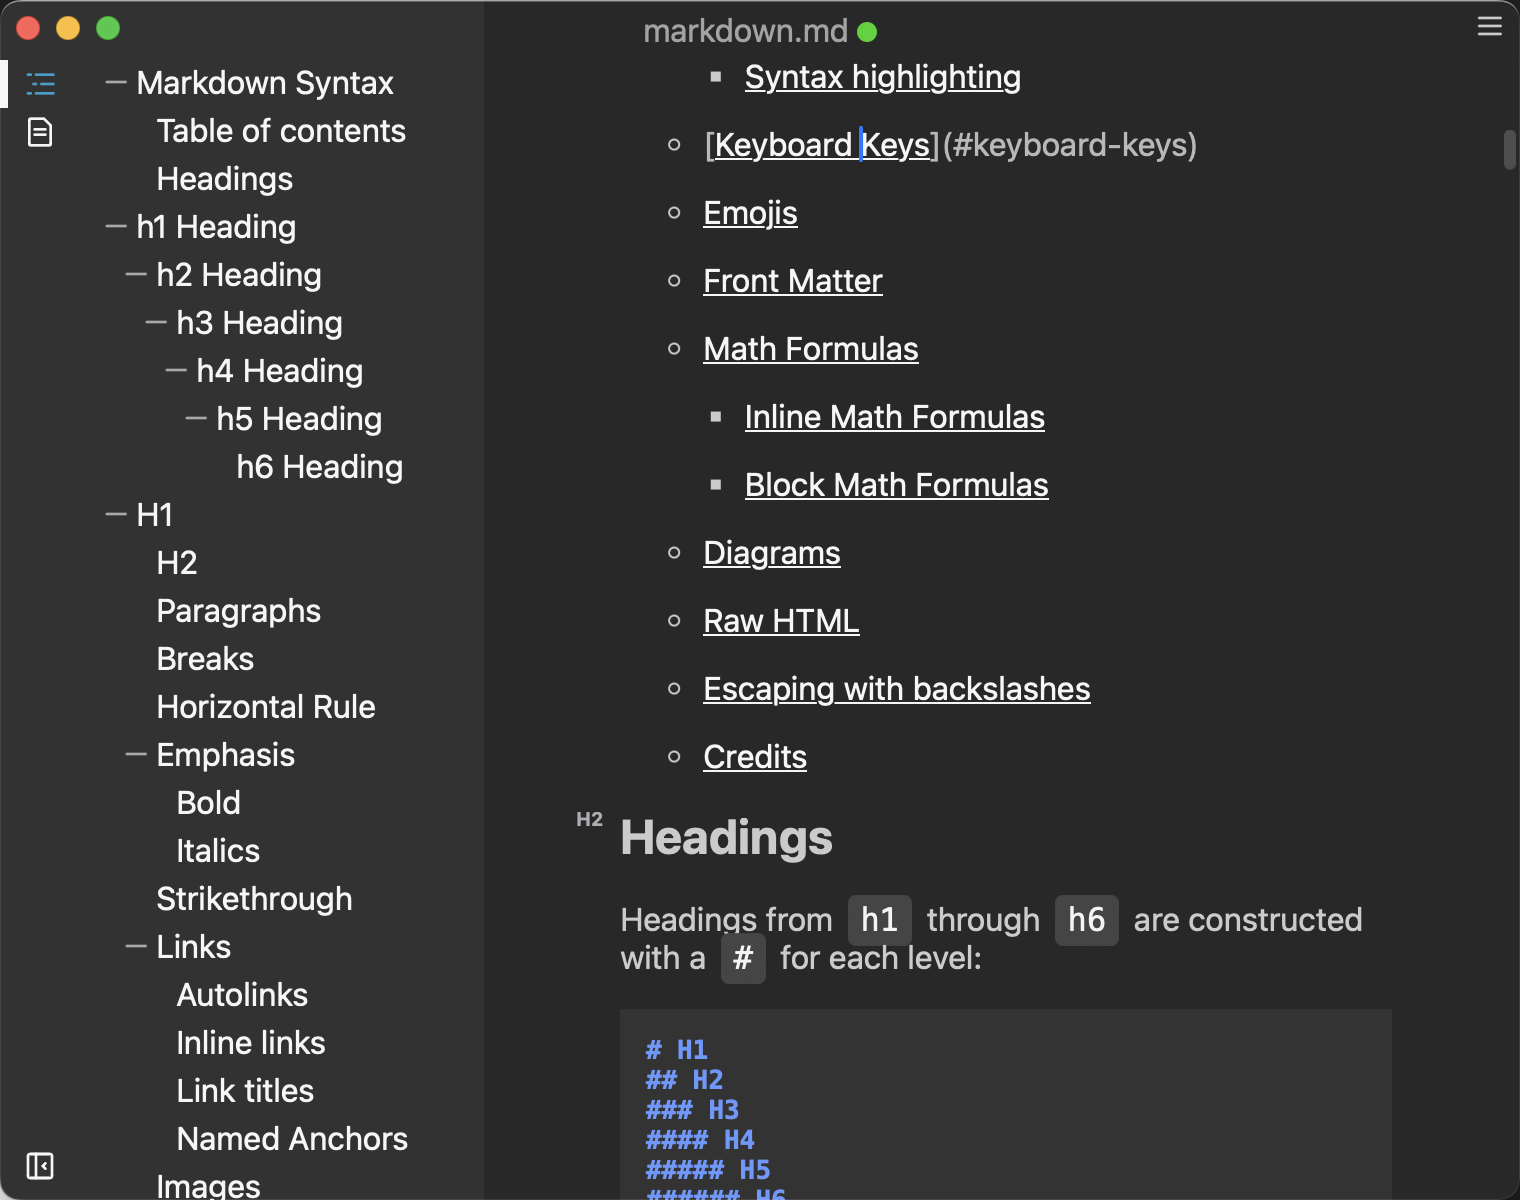 markdown.md
Markdown Syntax
Table of contents
Headings
h1 Heading
h2 Heading
h3 Heading
h4 Heading
h5 Heading
h6 Heading
H1
H2
Paragraphs
Breaks
Horizontal Rule
Emphasis
Bold
Italics
Strikethrough
Links
Autolinks
Inline links
Link titles
Named Anchors
Images
Syntax highlighting
[Keyboard Keys](#keyboard-keys)
Emojis
Front Matter
Math Formulas
Inline Math Formulas
Block Math Formulas
Diagrams
Raw HTML
Escaping with backslashes
Credits
H2 Headings
Headings from h1 through h6 are constructed
with a # for each level:
# H1
## H2
### H3
#### H4
##### H5
###### H6